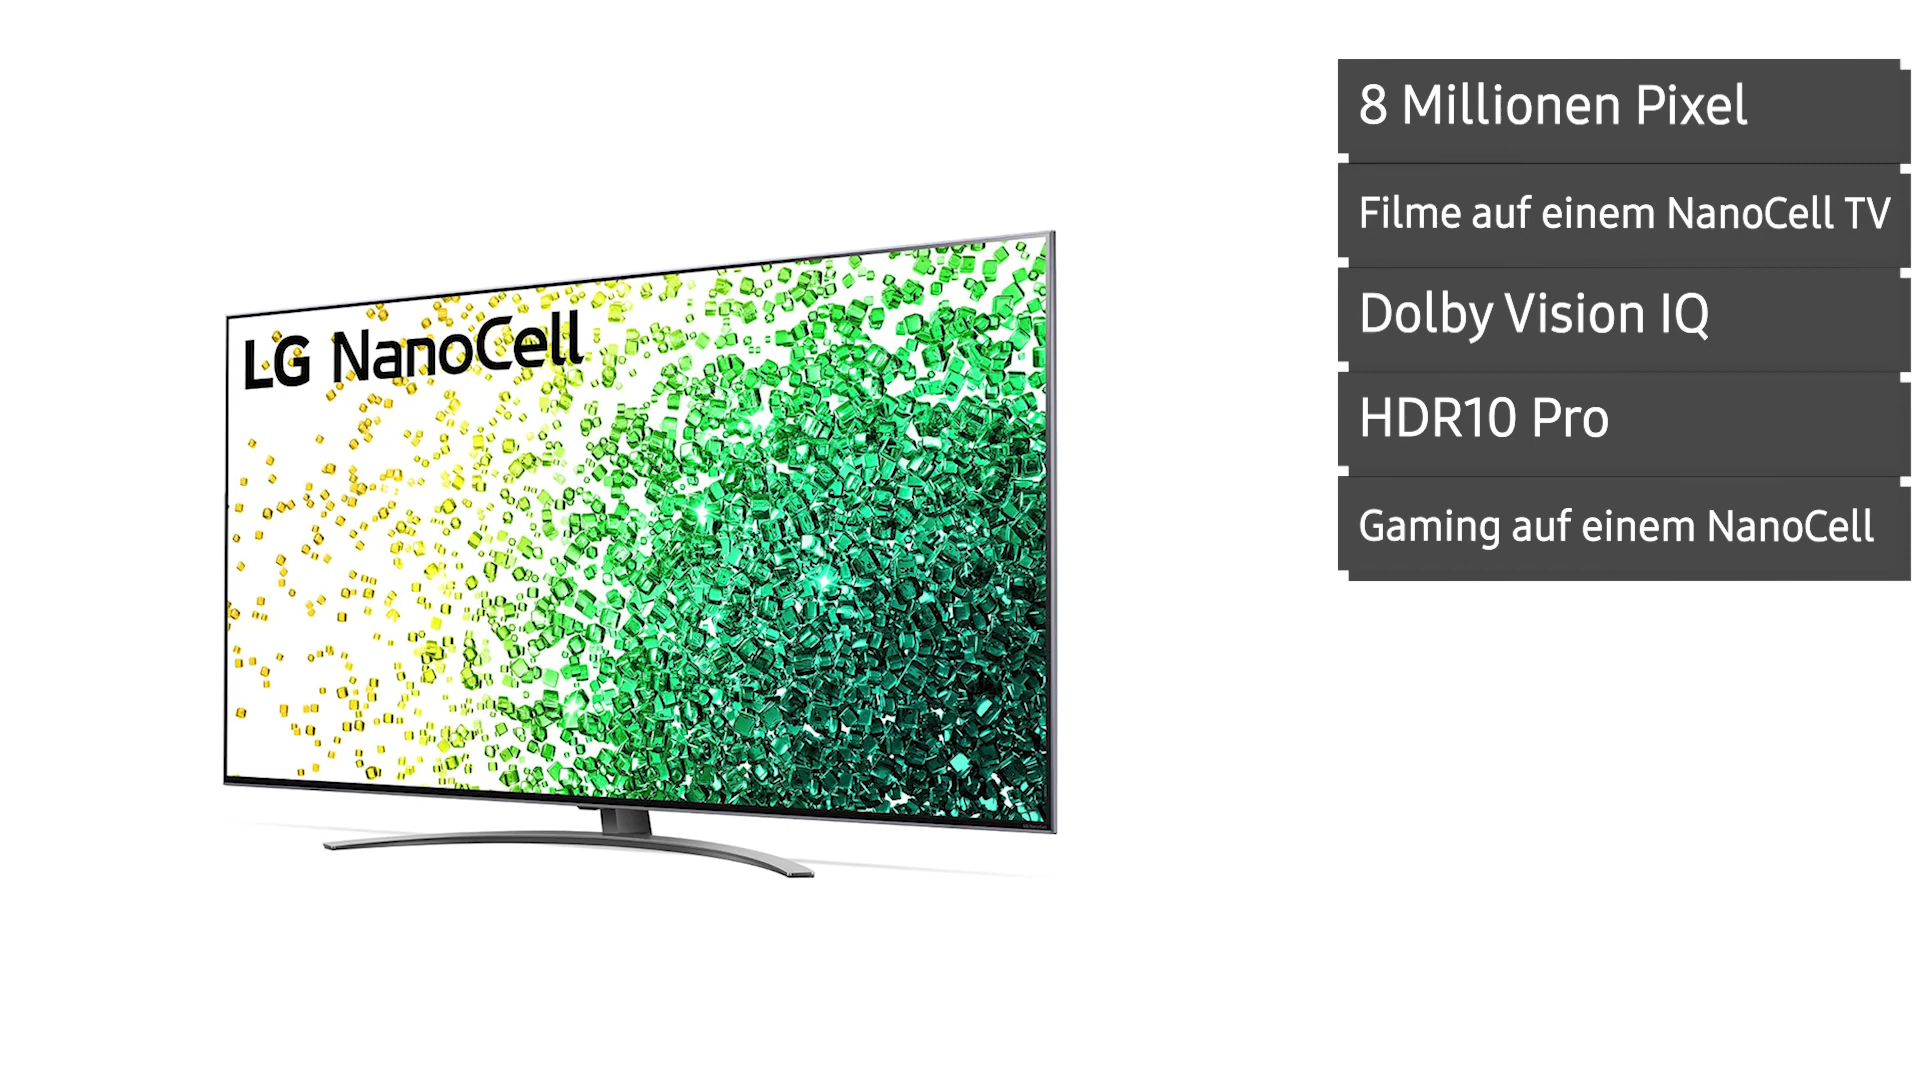 LG NanoCell
8 Millionen Pixel
Filme auf einem NanoCell TV
Dolby Vision IQ
HDR10 Pro
Gaming auf einem NanoCell